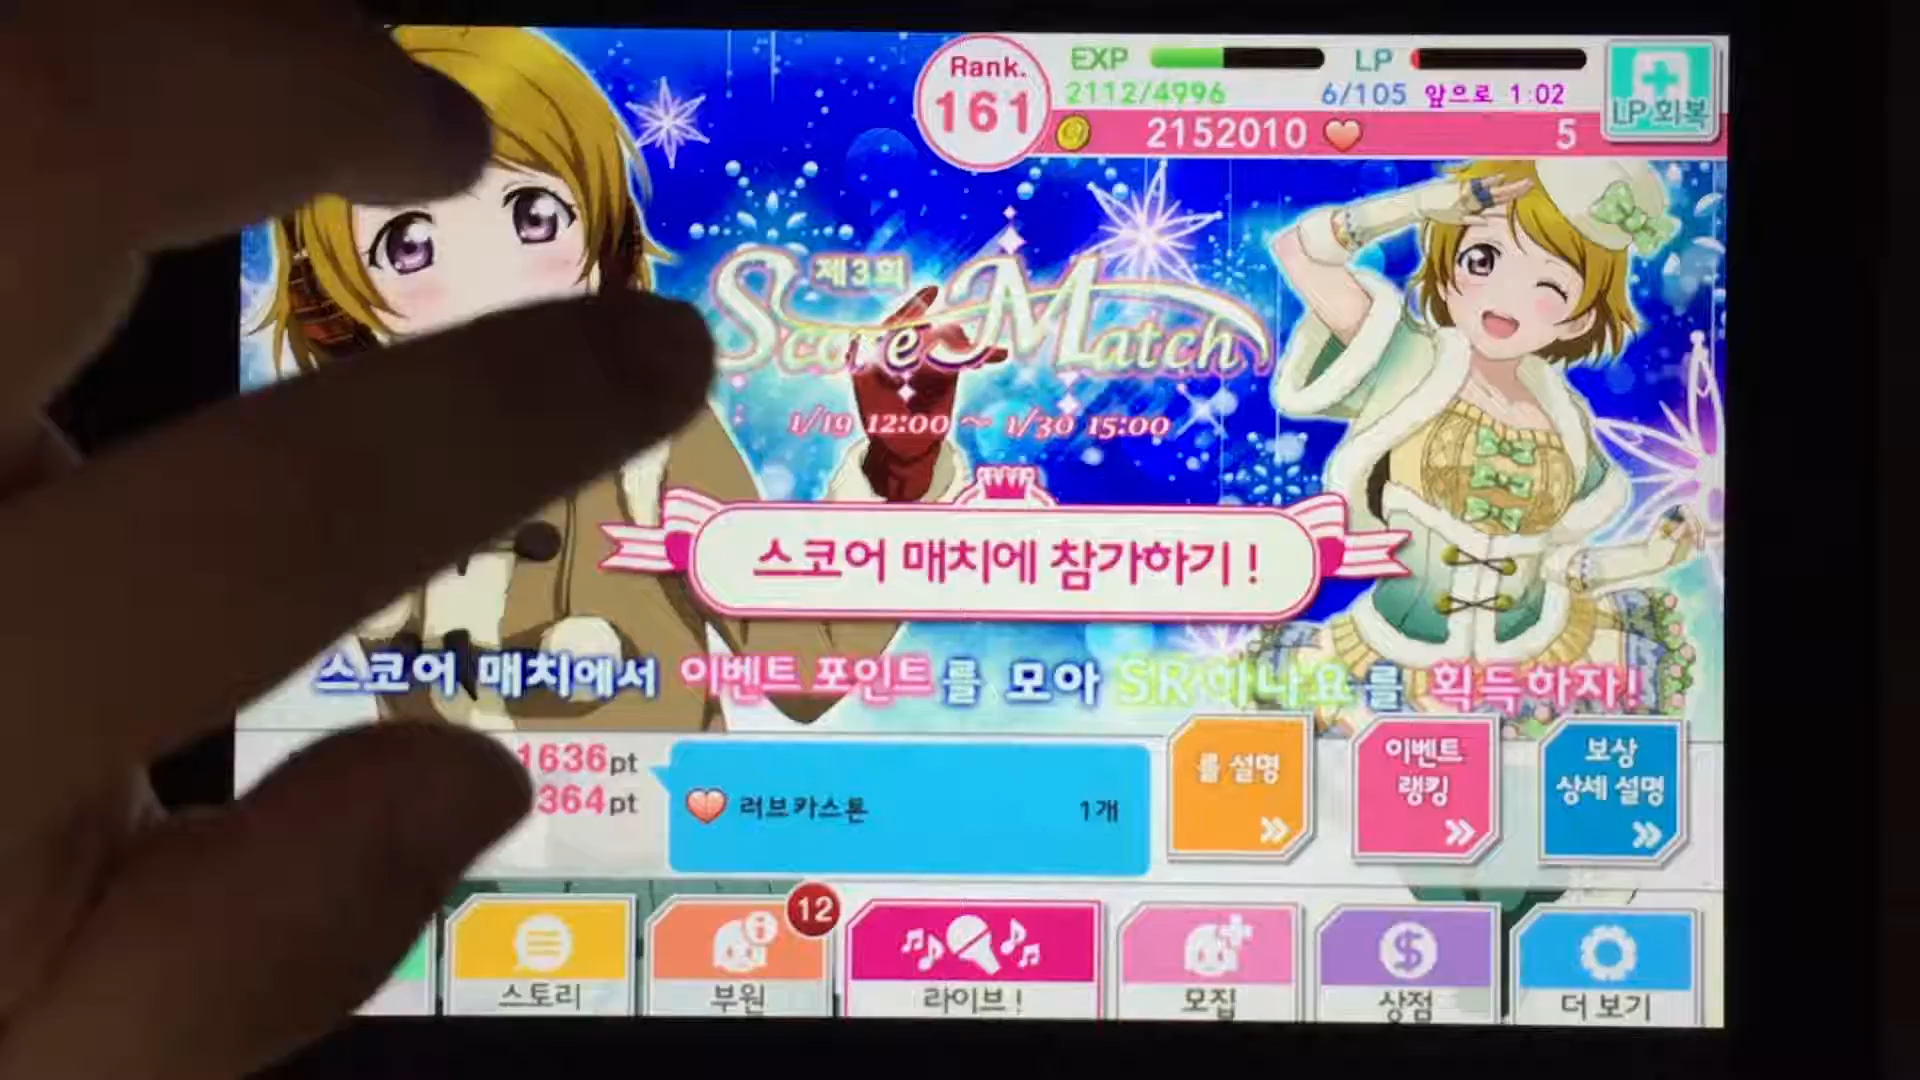 Rank.
161
EXP
2112/4996
LP
6/105 앞으로 1:02
LP 회복
2152010
5
제3회
Score Match
1/19 12:00 ~ 1/30 15:00
스코어 매치에 참가하기 !
스코어 매치에서 이벤트 포인트를 모아 SR 하나요를 획득하자!
1636pt
364pt
러브카스톤 1개
룰 설명
이벤트
랭킹
보상
상세 설명
스토리
12
부원
라이브 !
모집
상점
더 보기